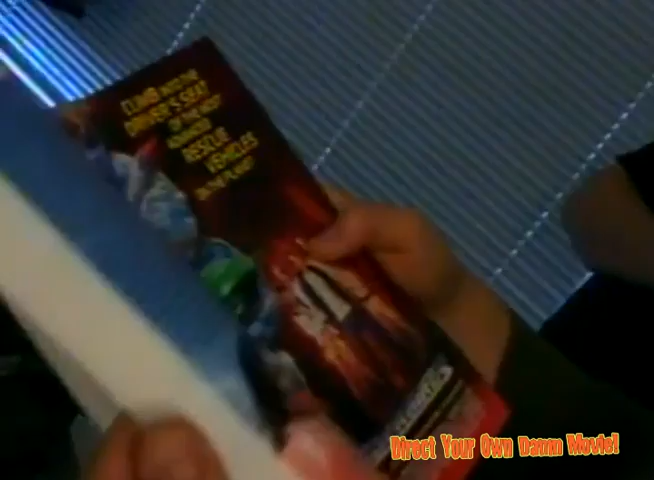 CLIMB INTO THE
DRIVER'S SEAT
OF THE MOST
ADVANCED
RESCUE
VEHICLES
ON THE PLANET
Direct Your Own Damn Movie!